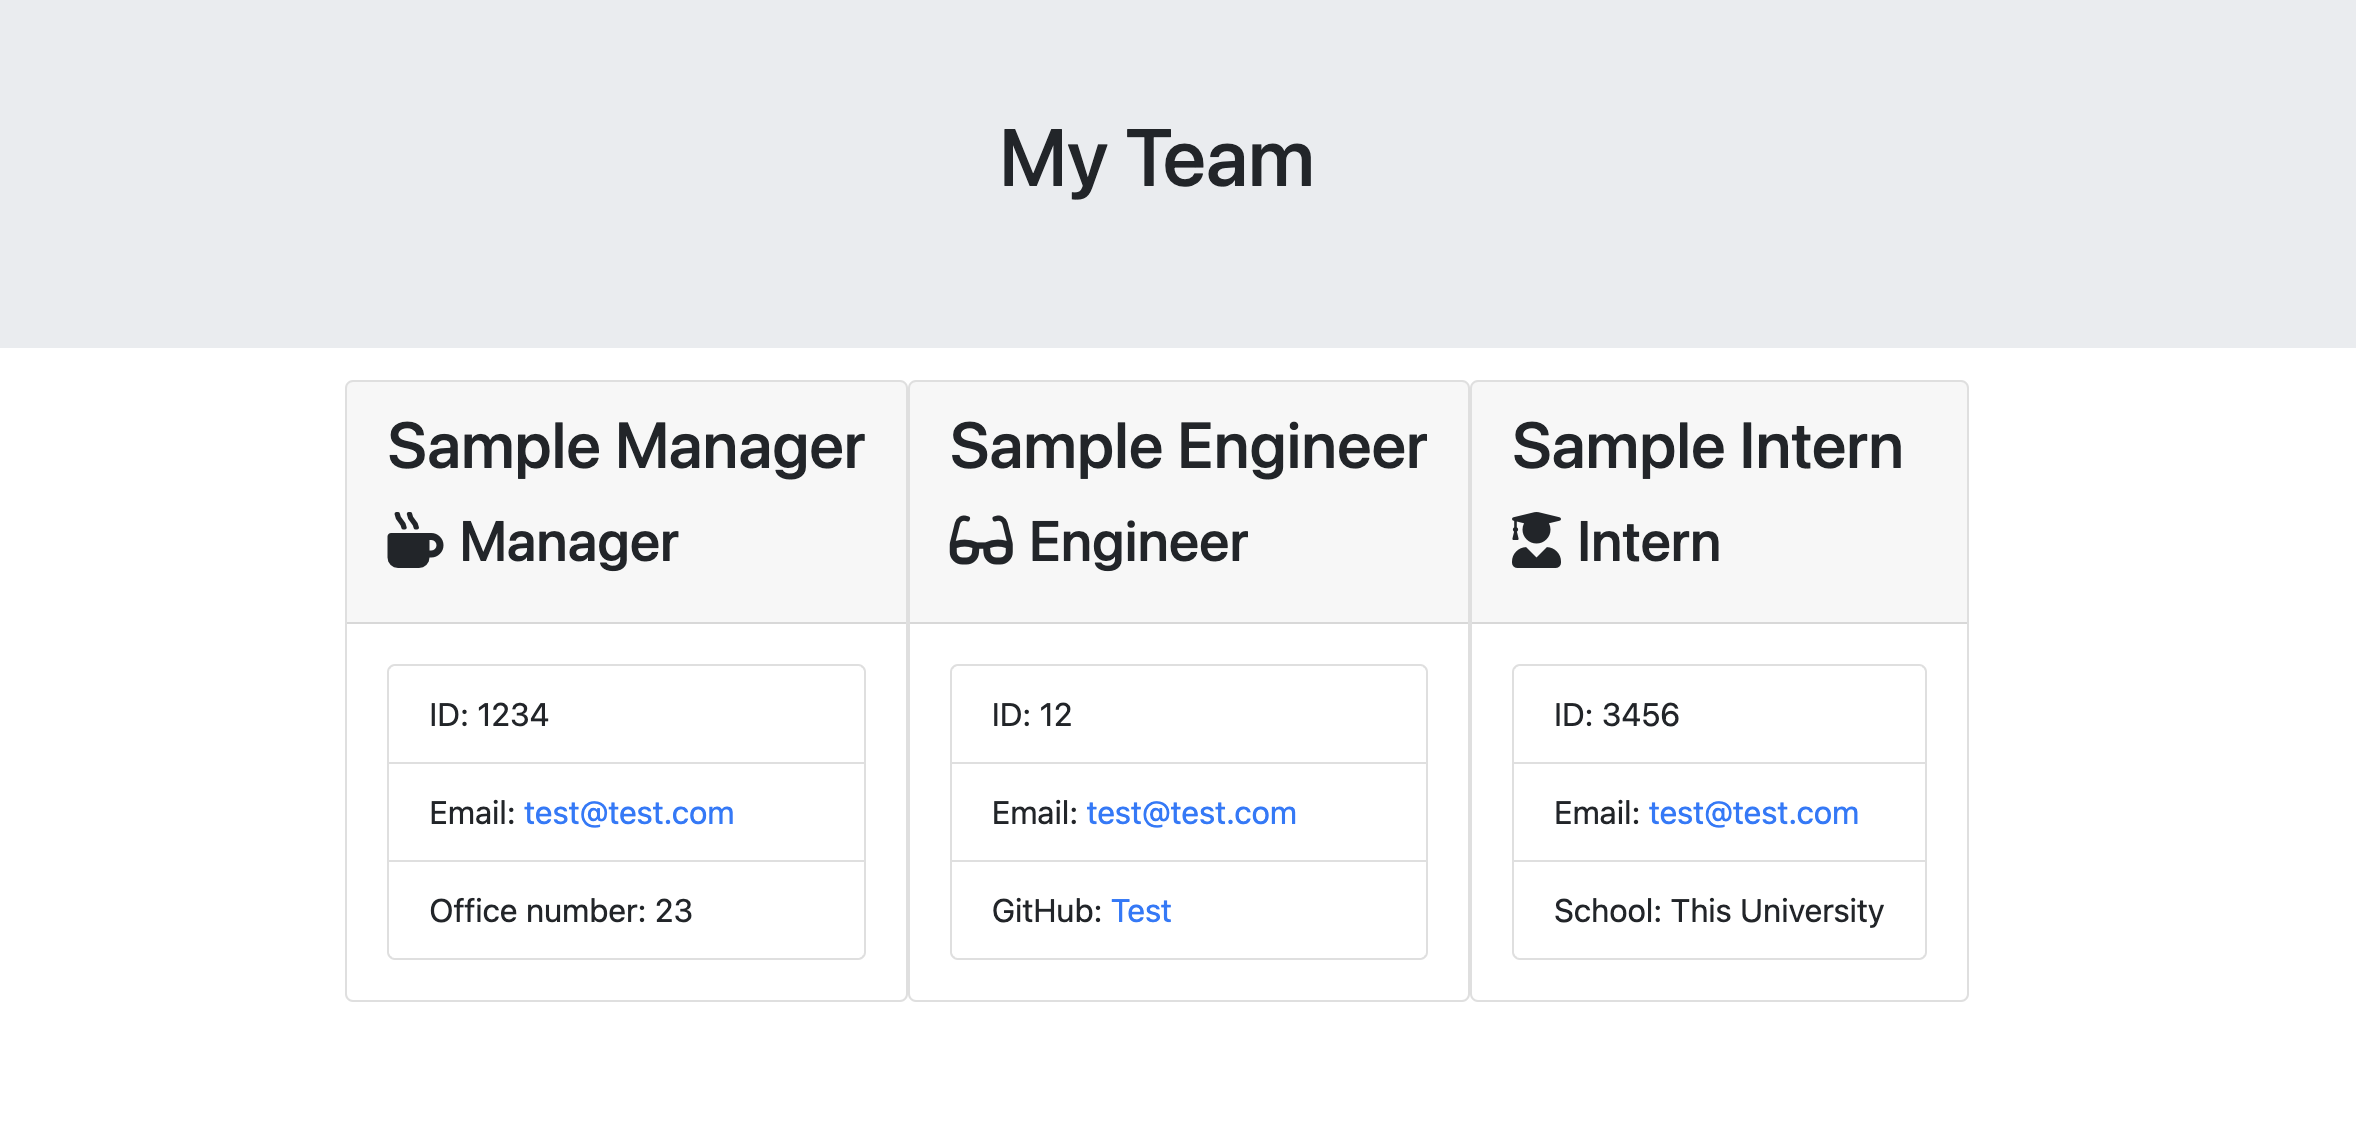 My Team
Sample Manager
Manager
ID: 1234
Email: test@test.com
Office number: 23
Sample Engineer
Engineer
ID: 12
Email: test@test.com
GitHub: Test
Sample Intern
Intern
ID: 3456
Email: test@test.com
School: This University